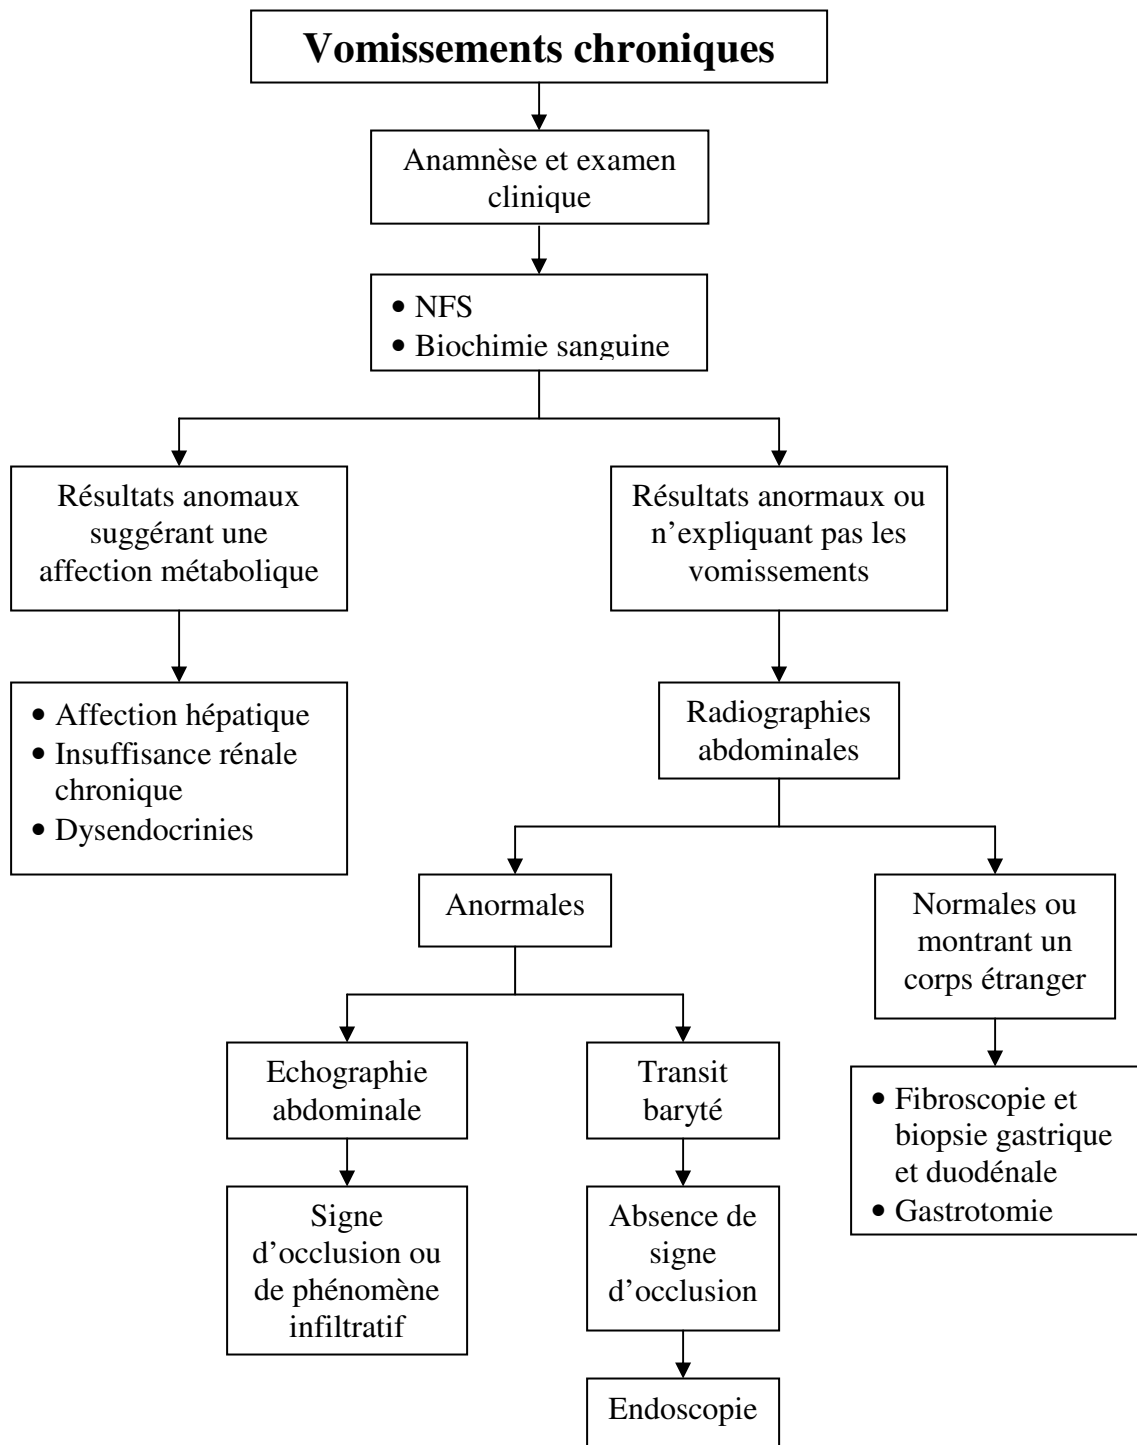 Vomissements chroniques
Anamnèse et examen
clinique
• NFS
• Biochimie sanguine
Résultats anomaux
suggérant une
affection métabolique
Résultats anormaux ou
n’expliquant pas les
vomissements
• Affection hépatique
• Insuffisance rénale
chronique
• Dysendocrinies
Radiographies
abdominales
Anormales
Normales ou
montrant un
corps étranger
Echographie
abdominale
Transit
baryté
• Fibroscopie et
biopsie gastrique
et duodénale
• Gastrotomie
Signe
d’occlusion ou
de phénomène
infiltratif
Absence de
signe
d’occlusion
Endoscopie